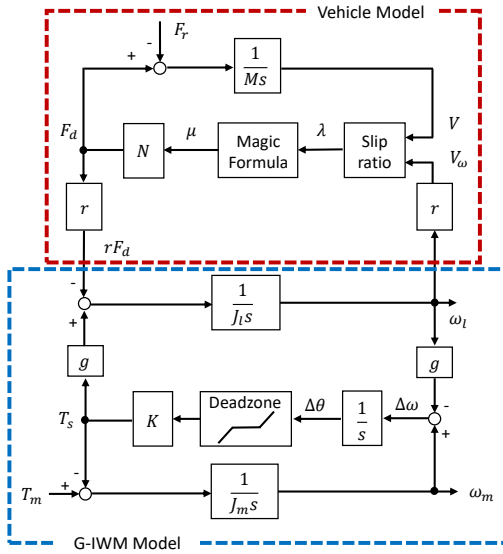 Vehicle Model
- F_r
+
1/(Ms)
F_d
μ
λ
V
N
Magic
Formula
Slip
ratio
V_ω
r
r
rF_d
-
+
1/(J_l s)
ω_l
g
g
T_s
K
Deadzone
Δθ
1/s
Δω
-
+
-
T_m
+
1/(J_m s)
ω_m
G-IWM Model